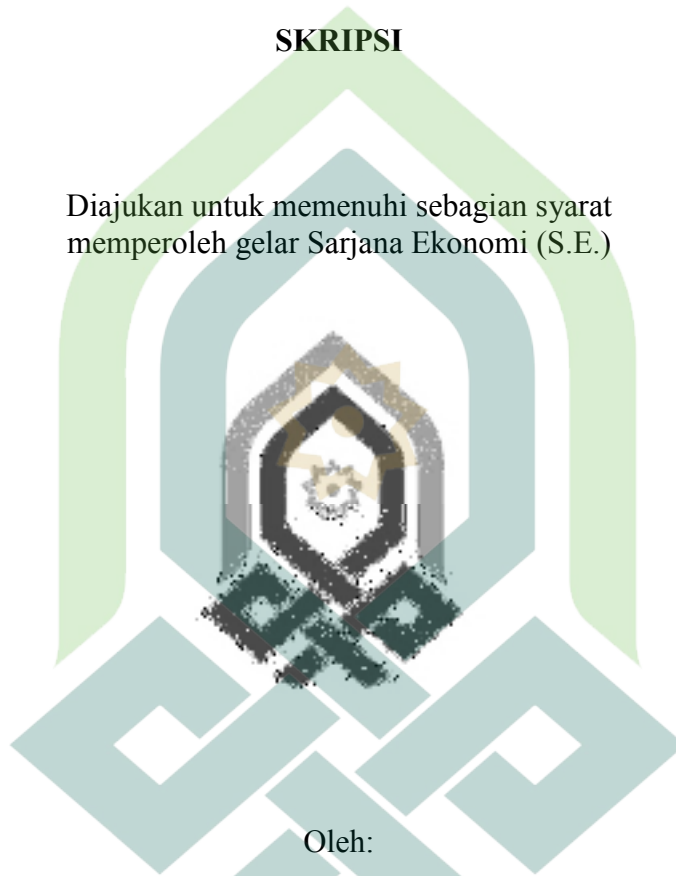 SKRIPSI
Diajukan untuk memenuhi sebagian syarat
memperoleh gelar Sarjana Ekonomi (S.E.)
Oleh: